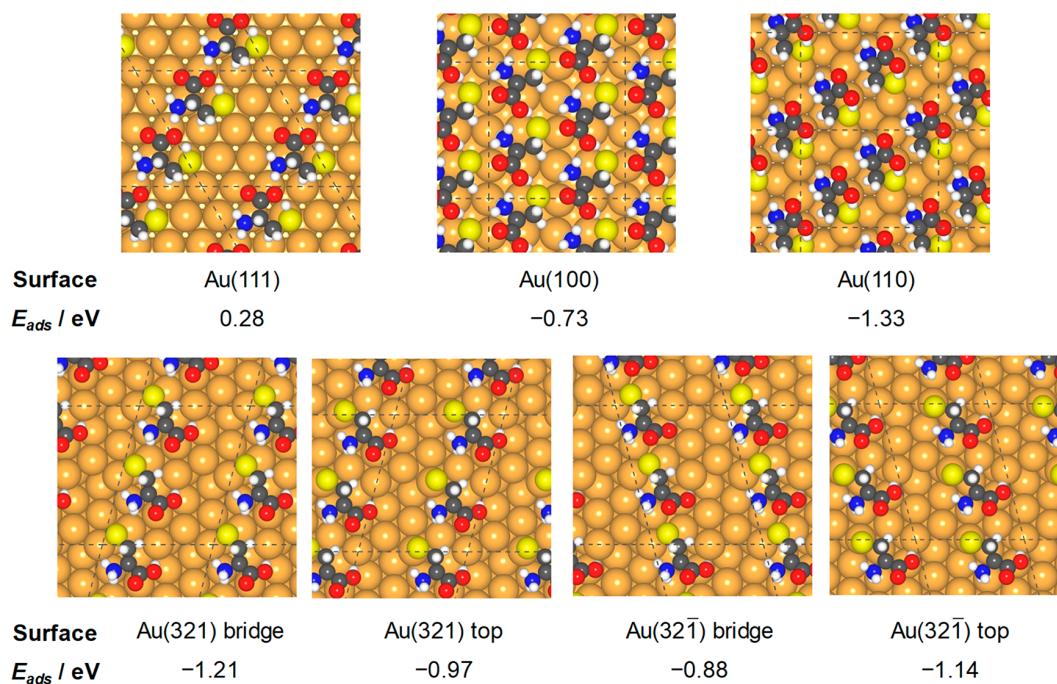 Surface Au(111) Au(100) Au(110)
E_ads / eV 0.28 −0.73 −1.33
Surface Au(321) bridge Au(321) top Au(321̄) bridge Au(321̄) top
E_ads / eV −1.21 −0.97 −0.88 −1.14